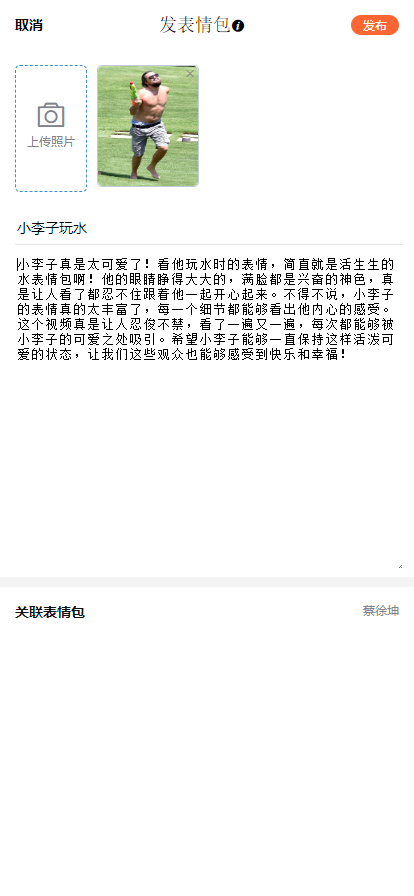 取消
发表情包
发布
上传照片
小李子玩水
小李子真是太可爱了！看他玩水时的表情，简直就是活生生的
水表情包啊！他的眼睛睁得大大的，满脸都是兴奋的神色，真
是让人看了都忍不住跟着他一起开心起来。不得不说，小李子
的表情真的太丰富了，每一个细节都能够看出他内心的感受。
这个视频真是让人忍俊不禁，看了一遍又一遍，每次都能够被
小李子的可爱之处吸引。希望小李子能够一直保持这样活泼可
爱的状态，让我们这些观众也能够感受到快乐和幸福！
关联表情包
蔡徐坤